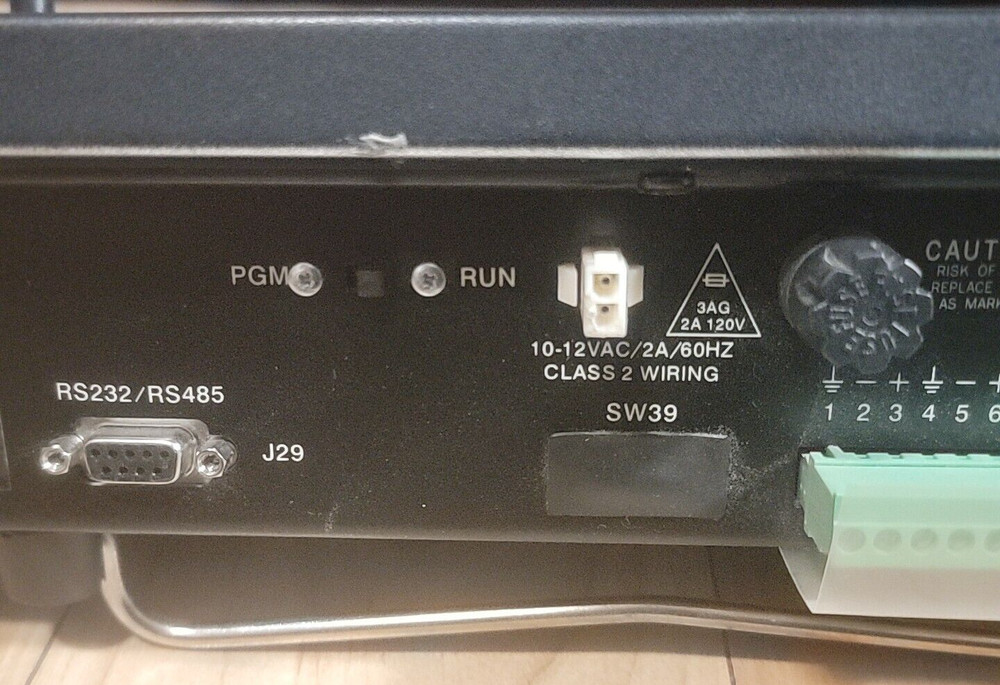 PGM
RUN
3AG
2A 120V
10-12VAC/2A/60HZ
CLASS 2 WIRING
FUSE
CAUT
RISK OF
REPLACE
AS MARK
RS232/RS485
J29
SW39
⏚ − + ⏚ − +
1 2 3 4 5 6